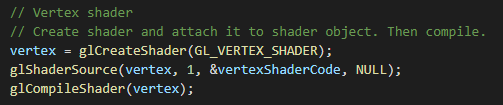 // Vertex shader
// Create shader and attach it to shader object. Then compile.
vertex = glCreateShader(GL_VERTEX_SHADER);
glShaderSource(vertex, 1, &vertexShaderCode, NULL);
glCompileShader(vertex);